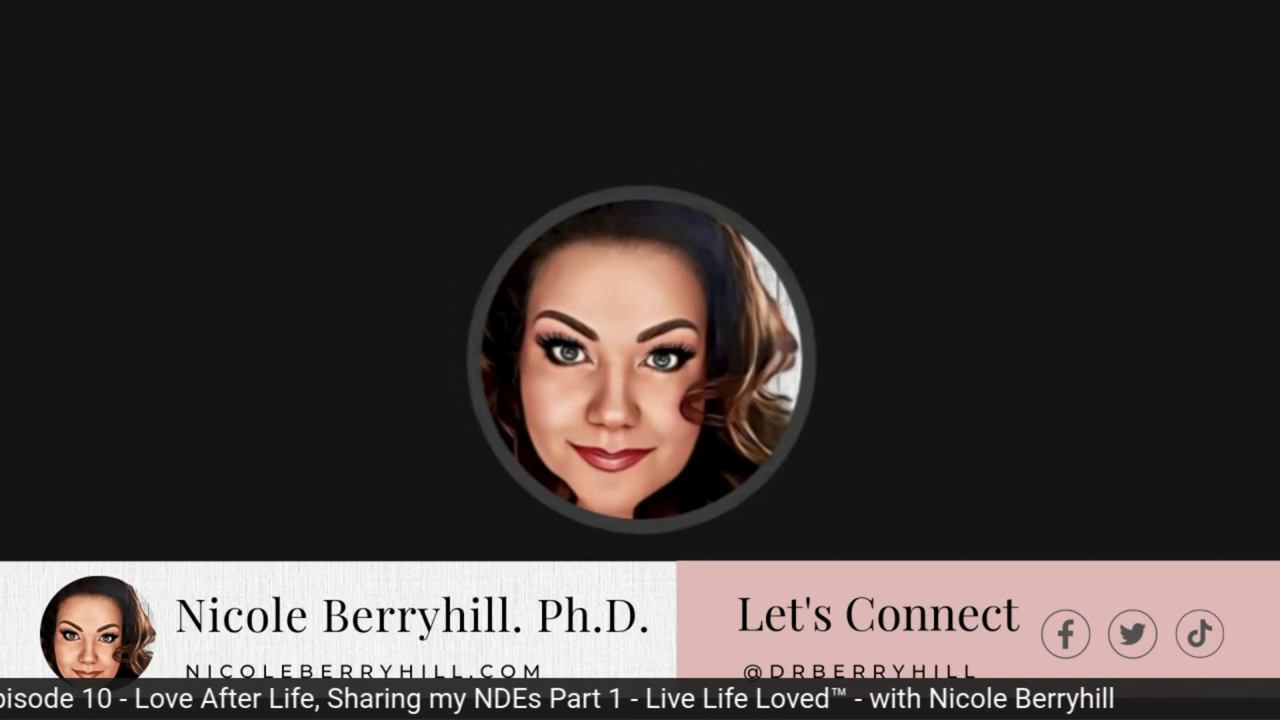 Nicole Berryhill. Ph.D.
NICOLEBERRYHILL.COM
Let's Connect
@DRBERRYHILL
pisode 10 - Love After Life, Sharing my NDEs Part 1 - Live Life Loved™ - with Nicole Berryhill